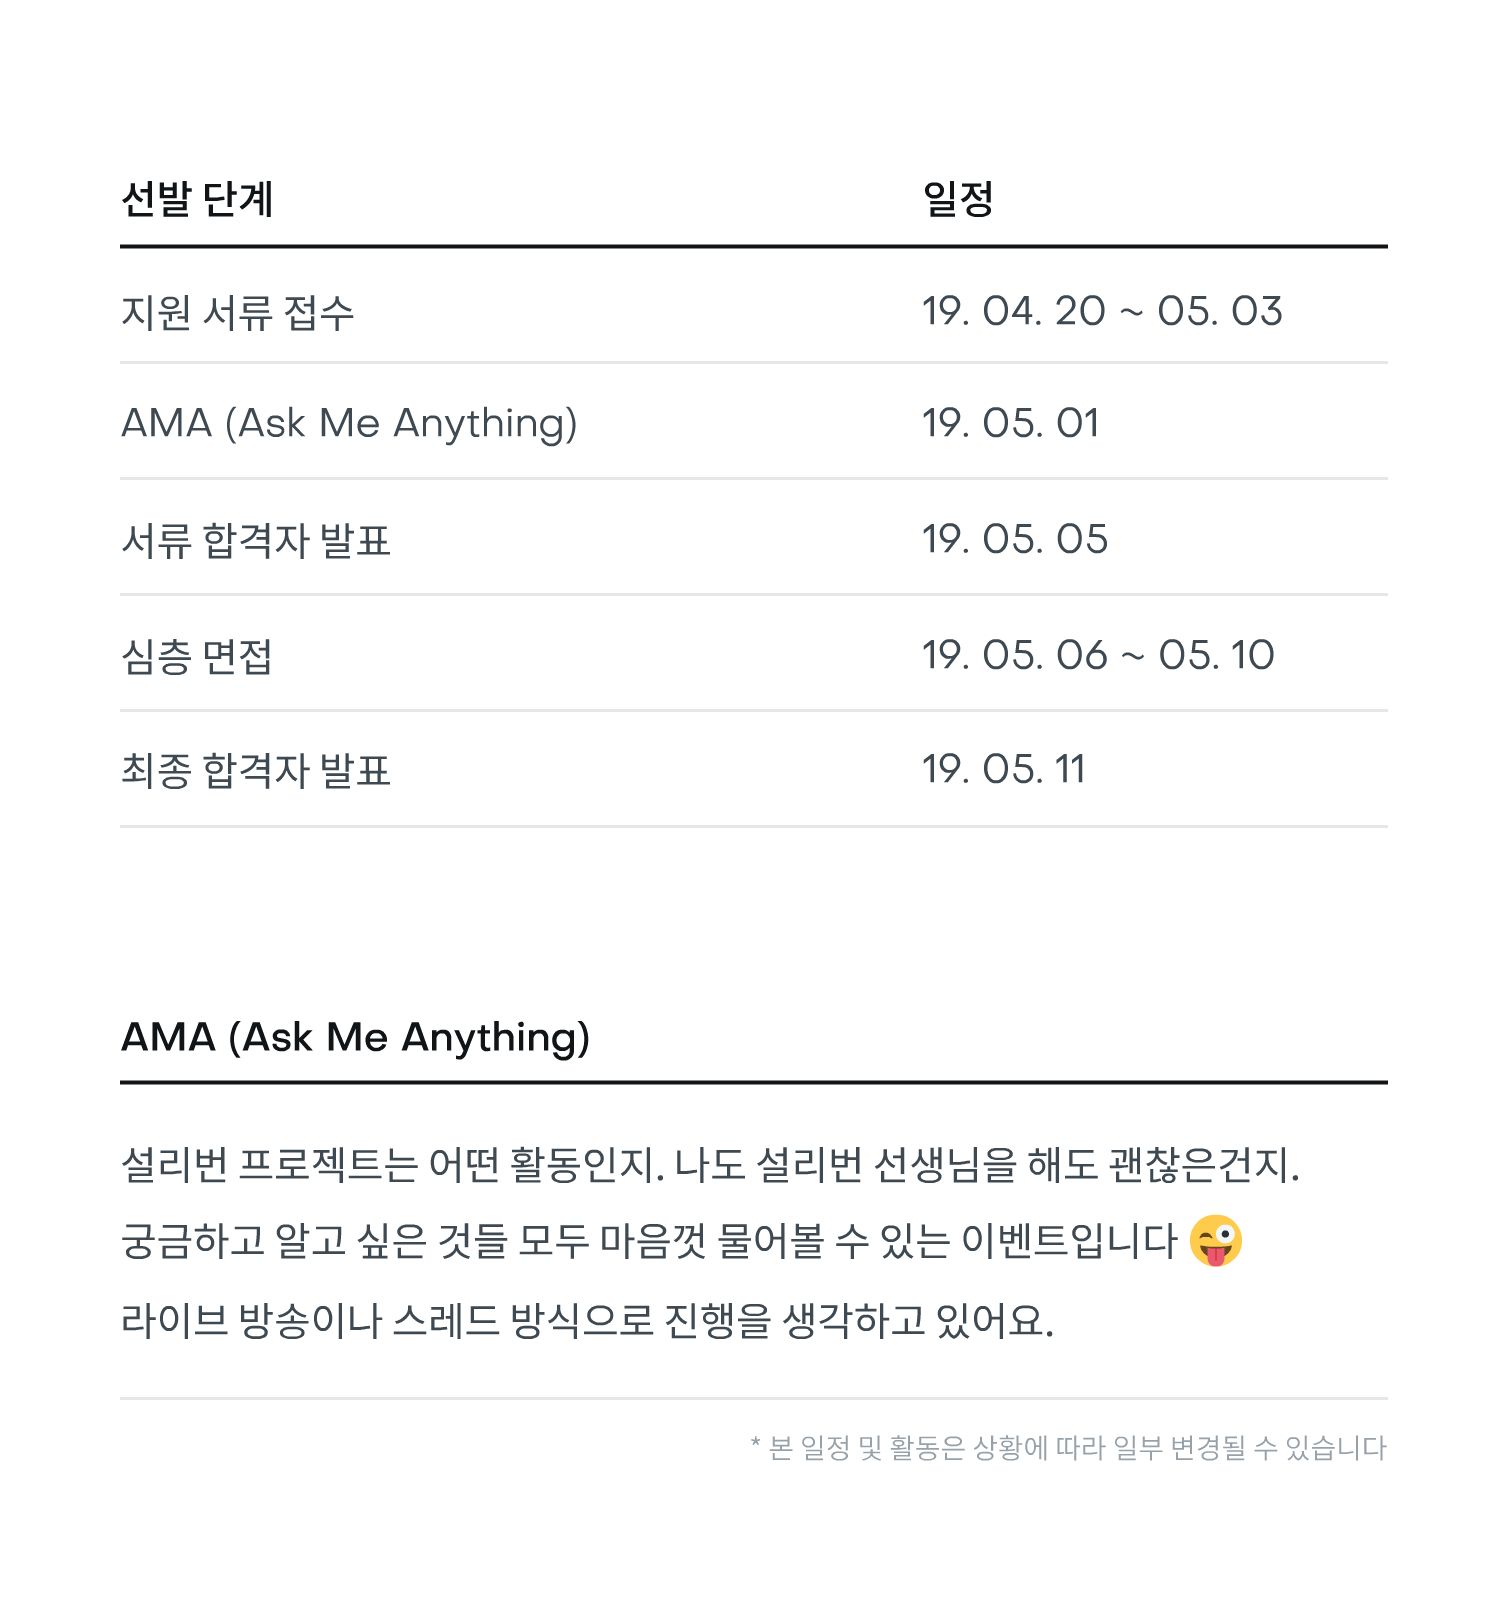 선발 단계 일정
지원 서류 접수 19. 04. 20 ~ 05. 03
AMA (Ask Me Anything) 19. 05. 01
서류 합격자 발표 19. 05. 05
심층 면접 19. 05. 06 ~ 05. 10
최종 합격자 발표 19. 05. 11
AMA (Ask Me Anything)
설리번 프로젝트는 어떤 활동인지. 나도 설리번 선생님을 해도 괜찮은건지.
궁금하고 알고 싶은 것들 모두 마음껏 물어볼 수 있는 이벤트입니다 😜
라이브 방송이나 스레드 방식으로 진행을 생각하고 있어요.
* 본 일정 및 활동은 상황에 따라 일부 변경될 수 있습니다